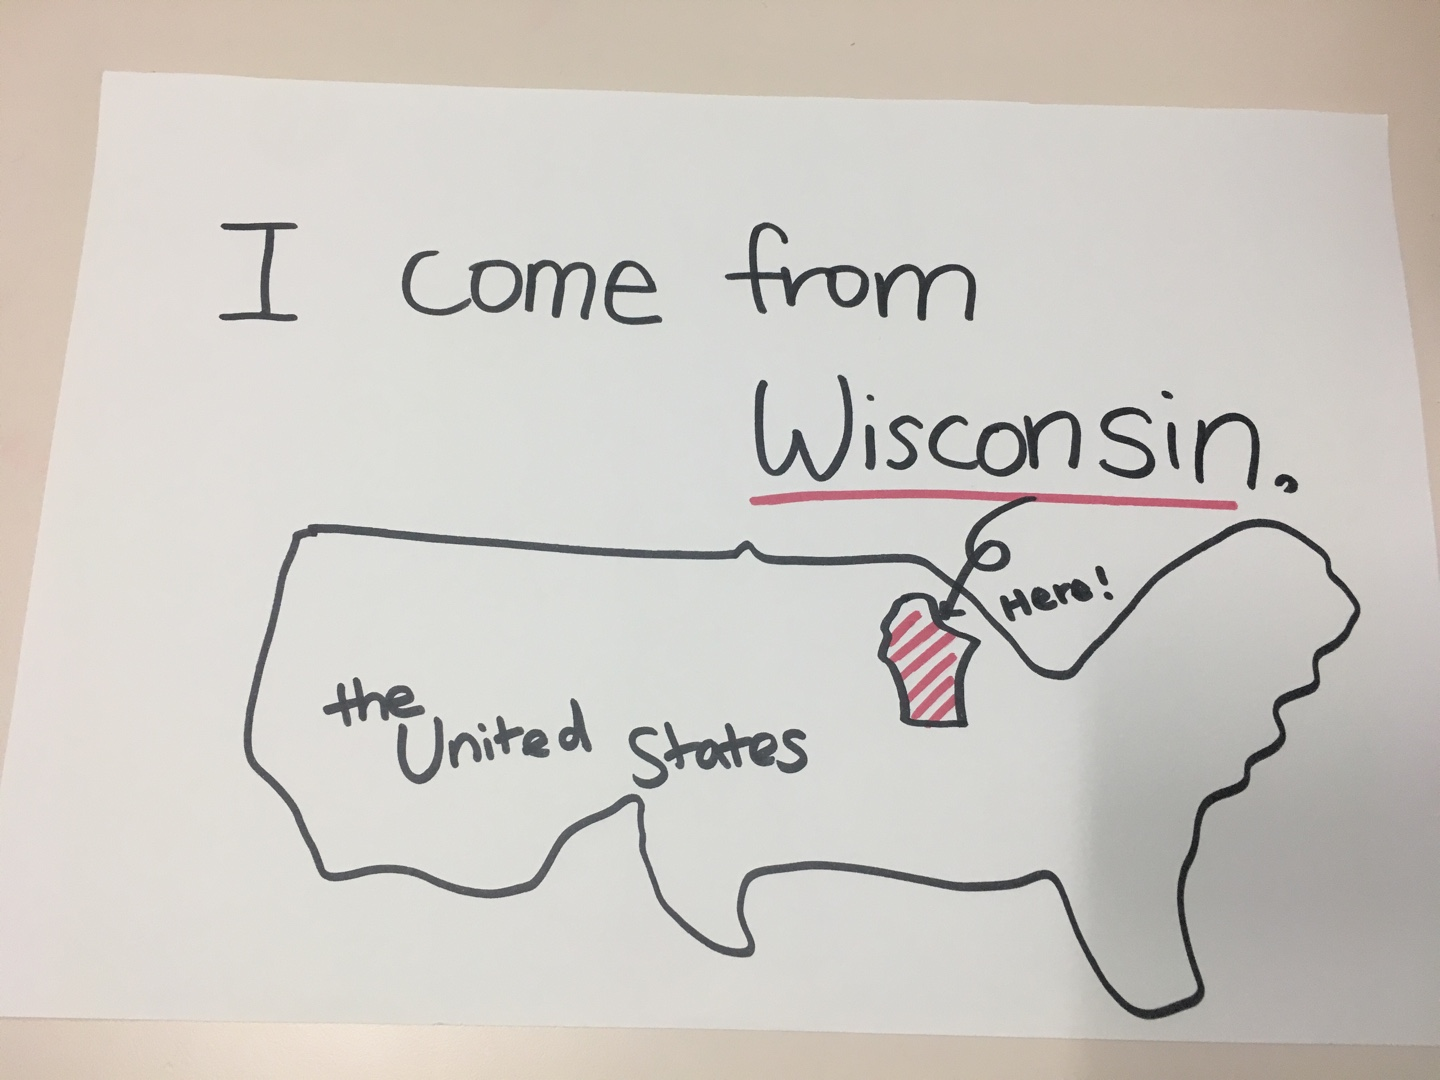 I come from
Wisconsin.
Here!
the
United States